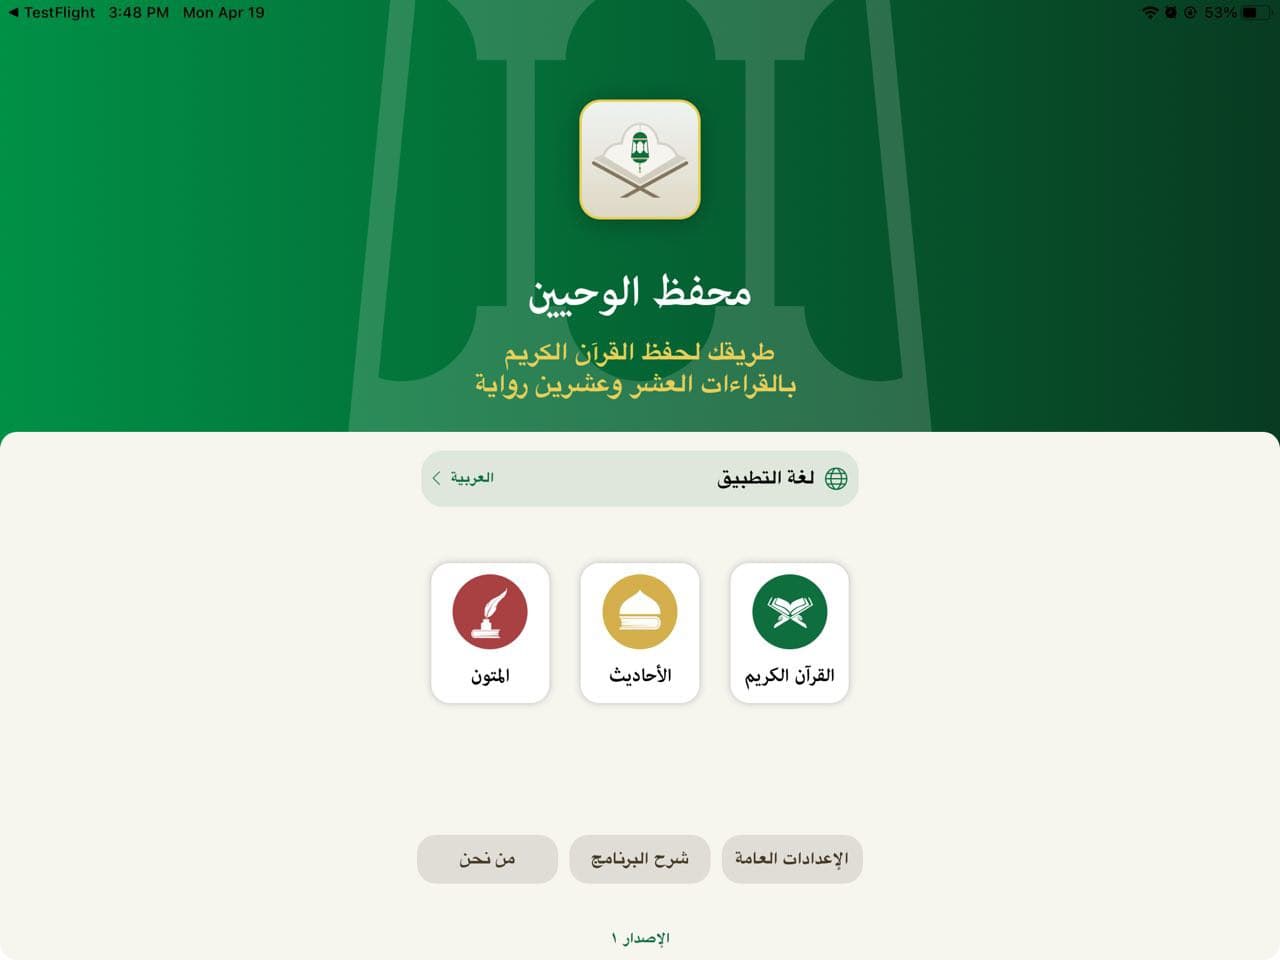 ◀ TestFlight 3:48 PM Mon Apr 19 53%
محفظ الوحيين
طريقك لحفظ القرآن الكريم
بالقراءات العشر وعشرين رواية
لغة التطبيق العربية
القرآن الكريم الأحاديث المتون
الإعدادات العامة شرح البرنامج من نحن
الإصدار ١